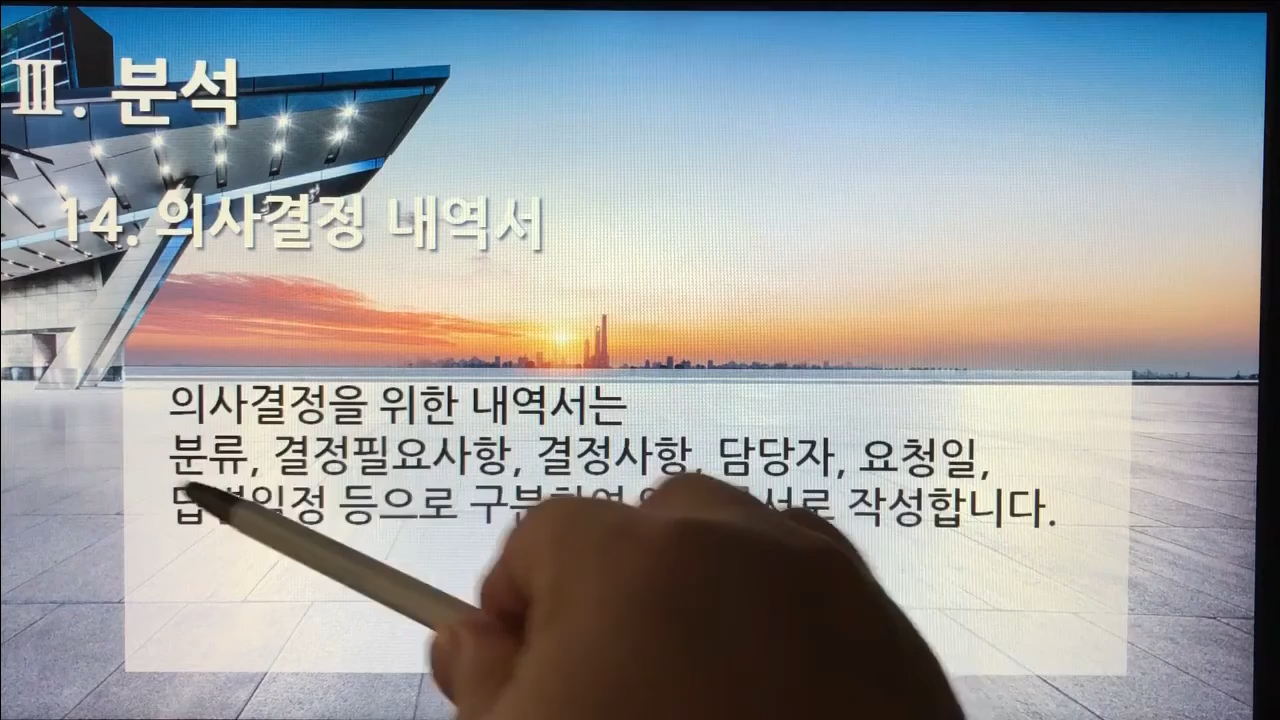 Ⅲ. 분석
14. 의사결정 내역서
의사결정을 위한 내역서는
분류, 결정필요사항, 결정사항, 담당자, 요청일,
등으로 작성합니다.